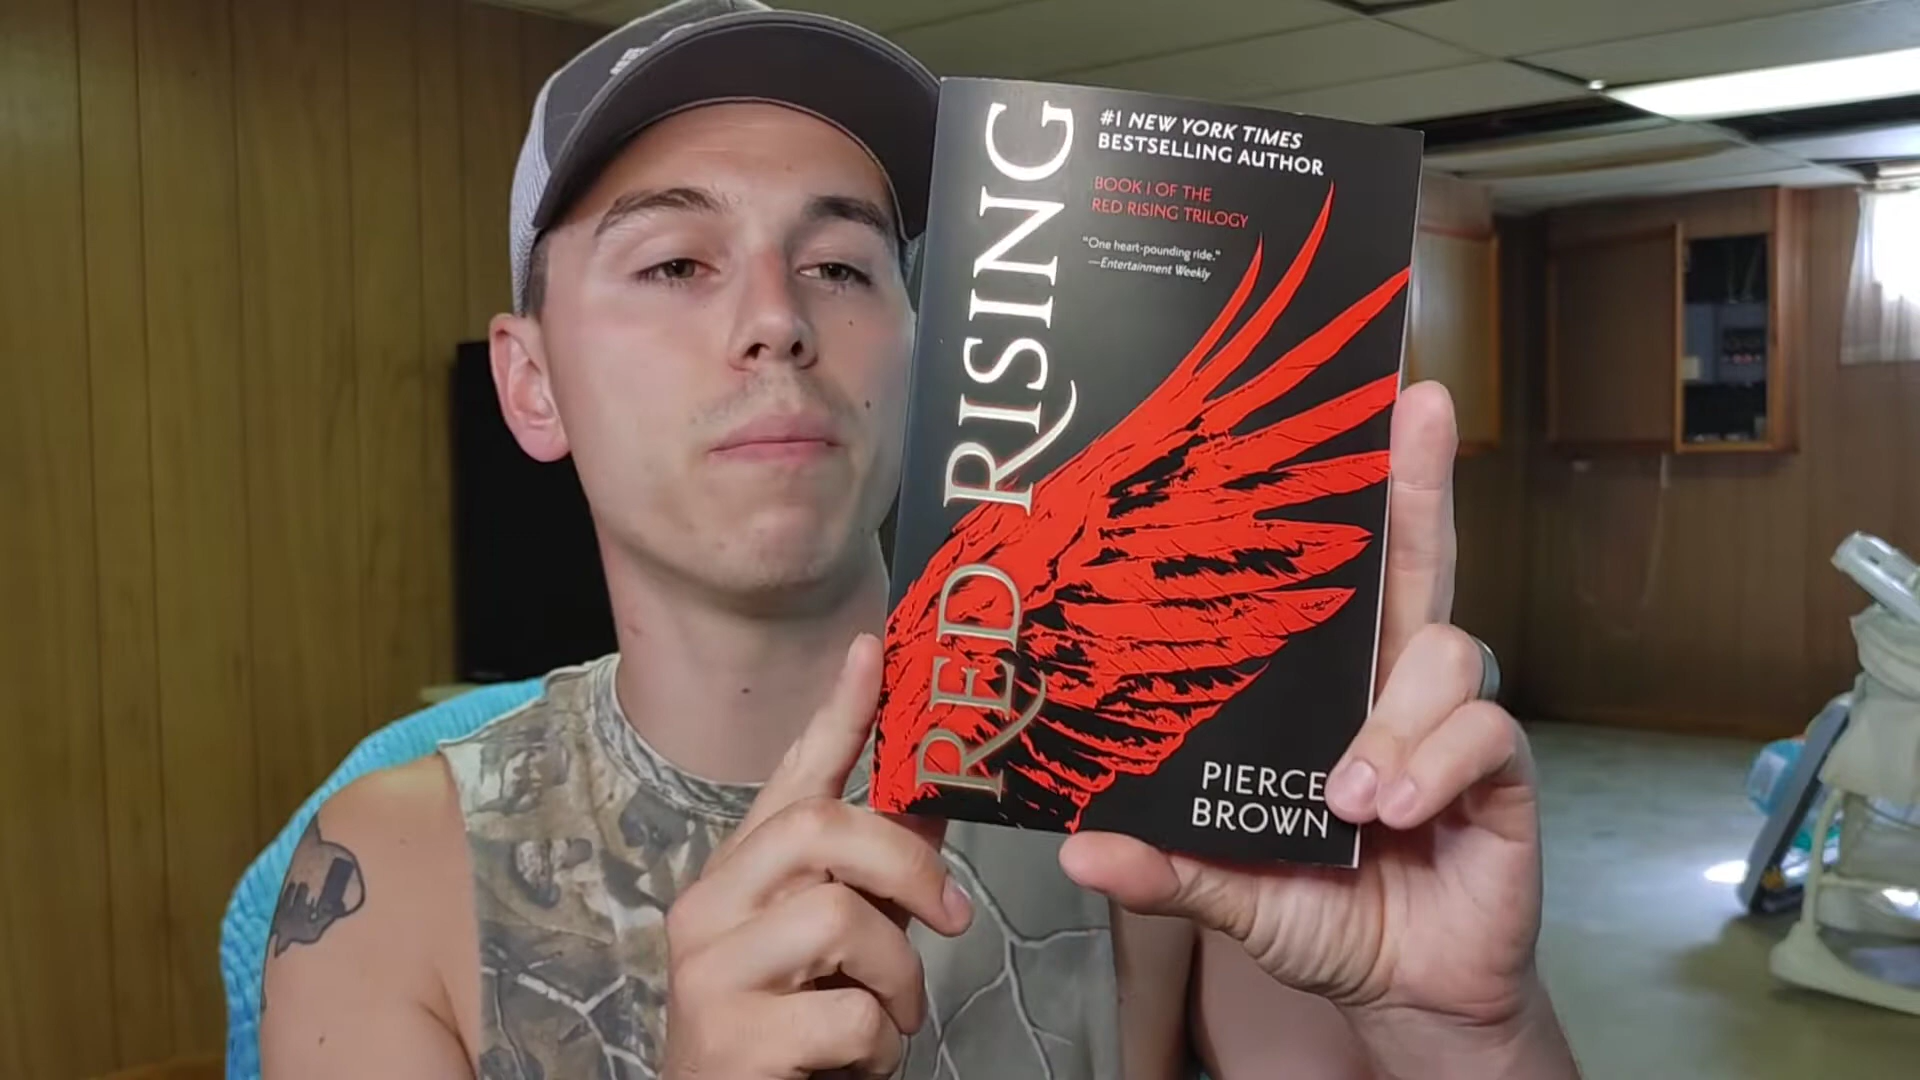 RED RISING
#1 NEW YORK TIMES
BESTSELLING AUTHOR
BOOK I OF THE
RED RISING TRILOGY
"One heart-pounding ride."
—Entertainment Weekly
PIERCE
BROWN